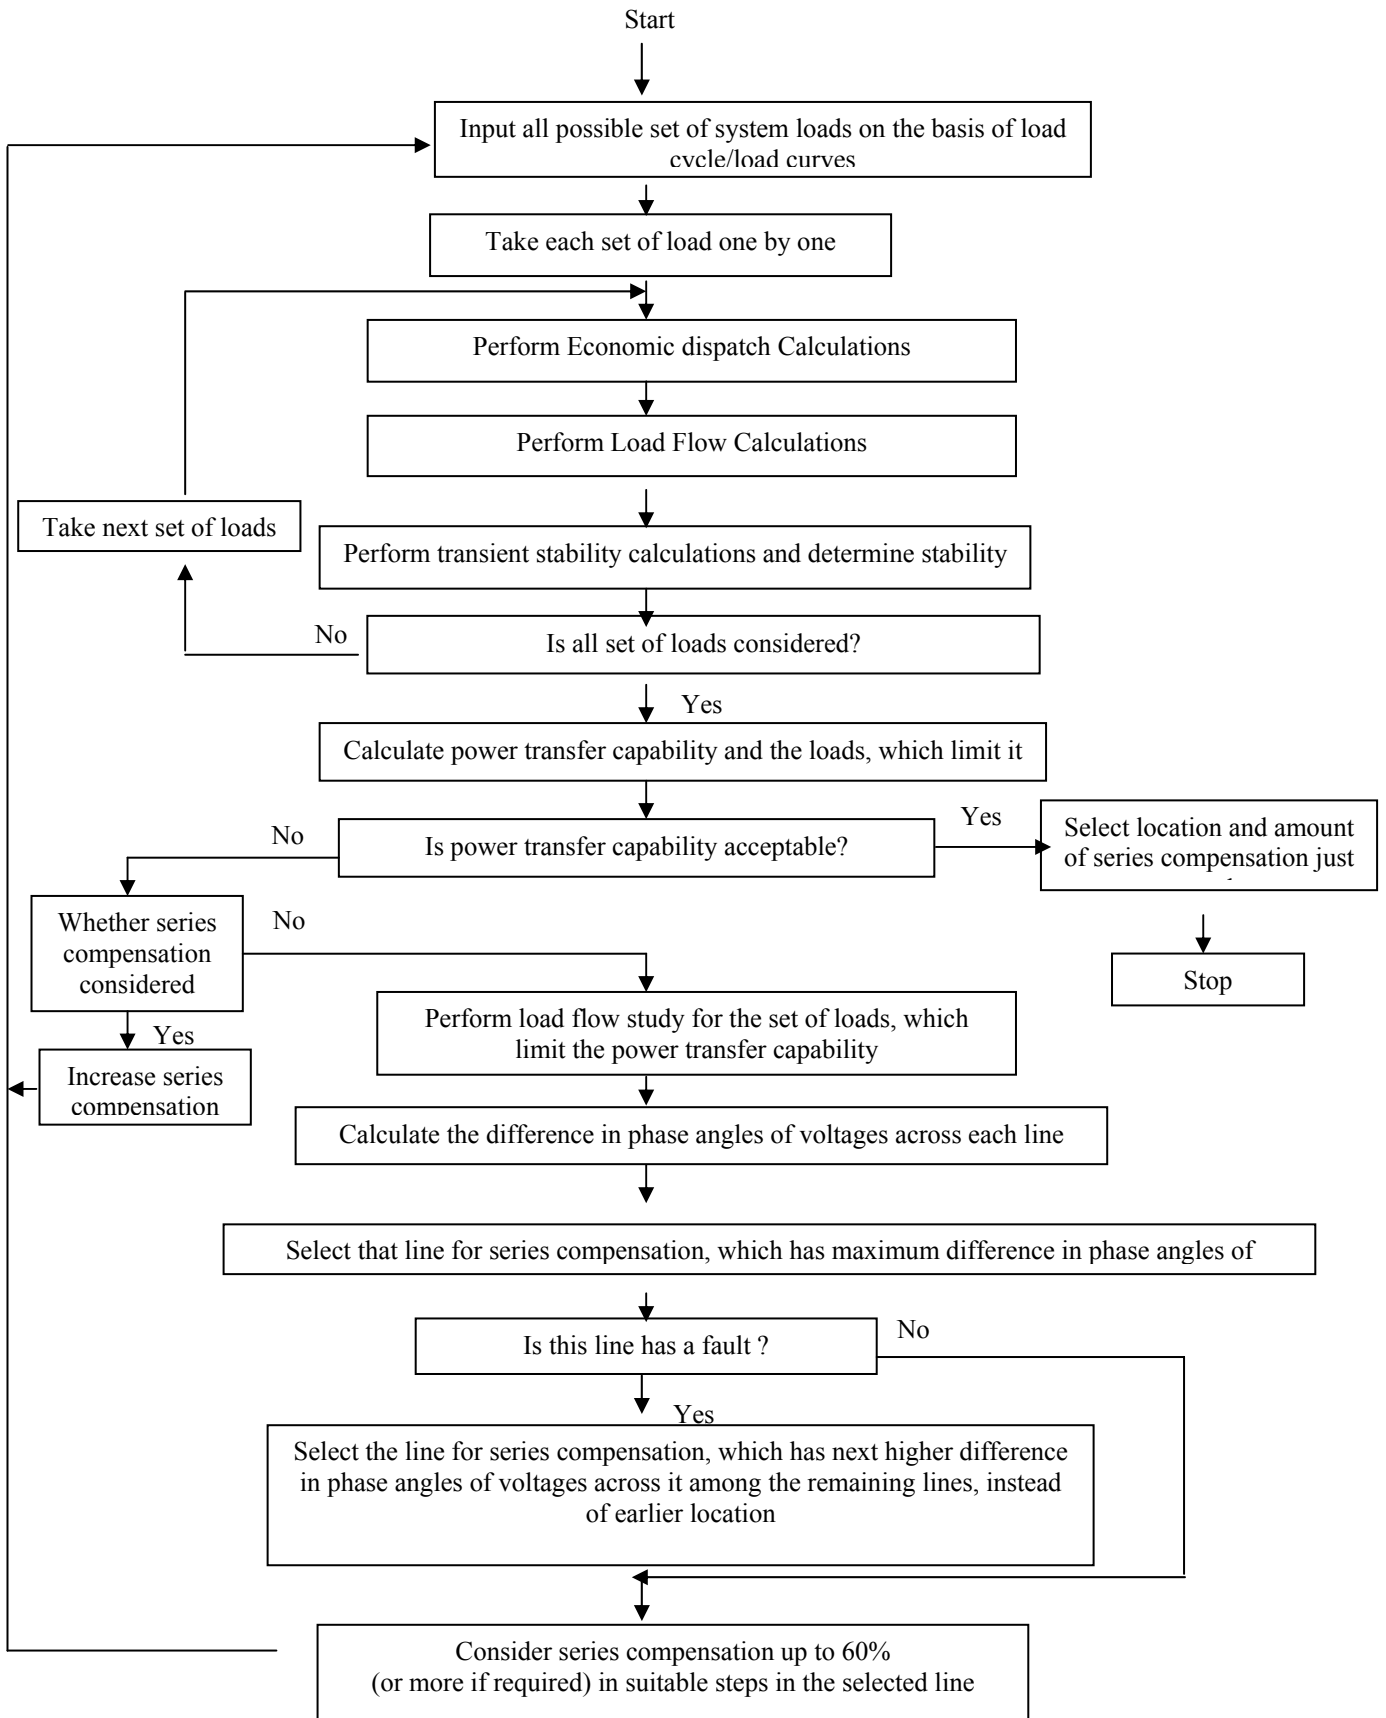 Start
Input all possible set of system loads on the basis of load
cycle/load curves
Take each set of load one by one
Perform Economic dispatch Calculations
Perform Load Flow Calculations
Take next set of loads
Perform transient stability calculations and determine stability
No
Is all set of loads considered?
Yes
Calculate power transfer capability and the loads, which limit it
No
Is power transfer capability acceptable?
Yes
Select location and amount
of series compensation just
Whether series
compensation
considered
No
Stop
Perform load flow study for the set of loads, which
limit the power transfer capability
Yes
Increase series
compensation
Calculate the difference in phase angles of voltages across each line
Select that line for series compensation, which has maximum difference in phase angles of
Is this line has a fault ?
No
Yes
Select the line for series compensation, which has next higher difference
in phase angles of voltages across it among the remaining lines, instead
of earlier location
Consider series compensation up to 60%
(or more if required) in suitable steps in the selected line